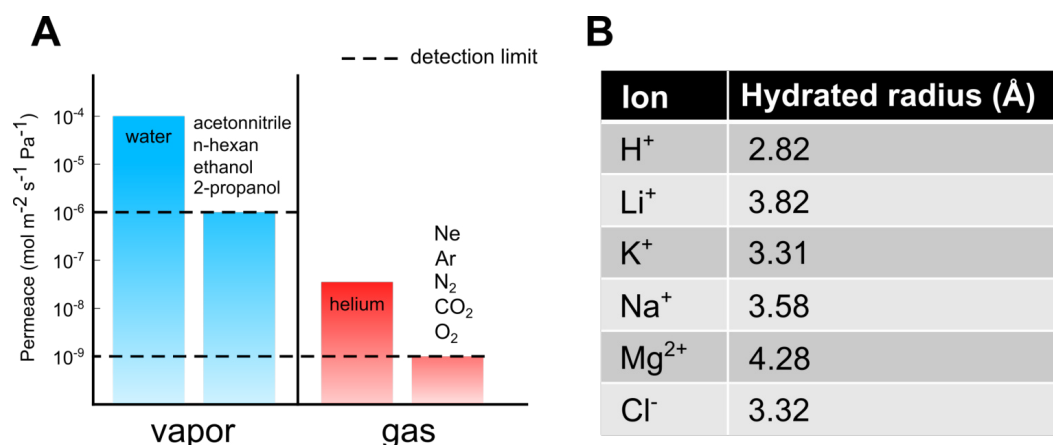 A
detection limit
Permeace (mol m⁻² s⁻¹ Pa⁻¹)
10⁻⁴
10⁻⁵
10⁻⁶
10⁻⁷
10⁻⁸
10⁻⁹
water
acetonnitrile
n-hexan
ethanol
2-propanol
helium
Ne
Ar
N₂
CO₂
O₂
vapor
gas
B
Ion Hydrated radius (Å)
H⁺ 2.82
Li⁺ 3.82
K⁺ 3.31
Na⁺ 3.58
Mg²⁺ 4.28
Cl⁻ 3.32